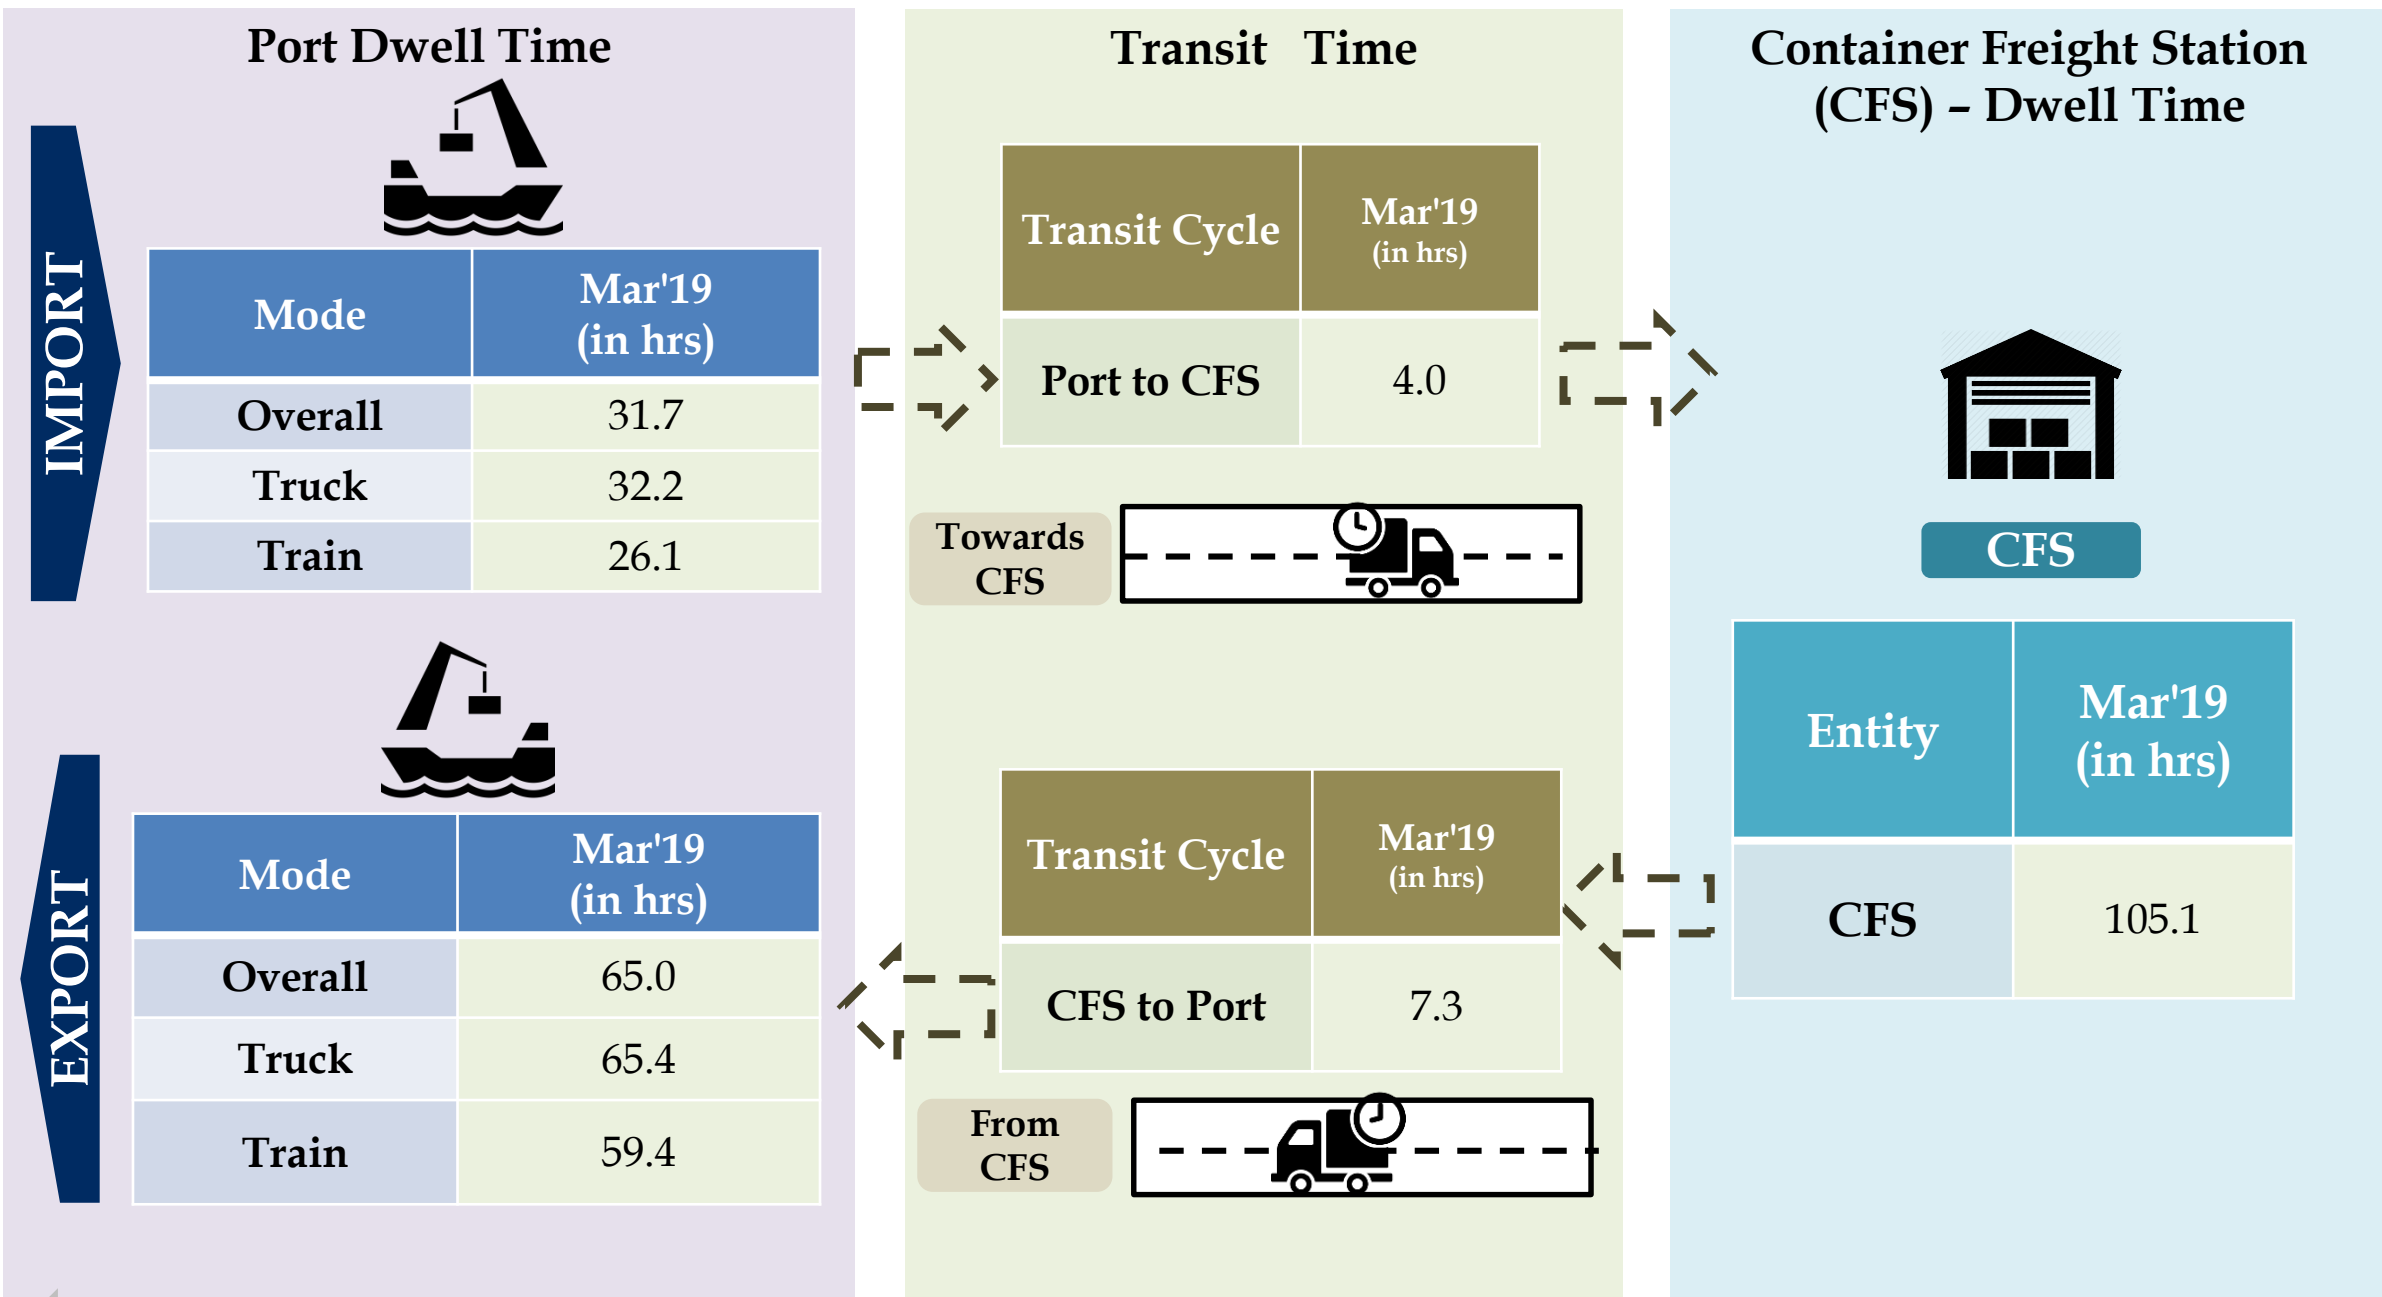 Port Dwell Time
IMPORT
Mode Mar'19
(in hrs)
Overall 31.7
Truck 32.2
Train 26.1
EXPORT
Mode Mar'19
(in hrs)
Overall 65.0
Truck 65.4
Train 59.4
Transit Time
Transit Cycle Mar'19
(in hrs)
Port to CFS 4.0
Towards
CFS
Transit Cycle Mar'19
(in hrs)
CFS to Port 7.3
From
CFS
Container Freight Station
(CFS) – Dwell Time
CFS
Entity Mar'19
(in hrs)
CFS 105.1